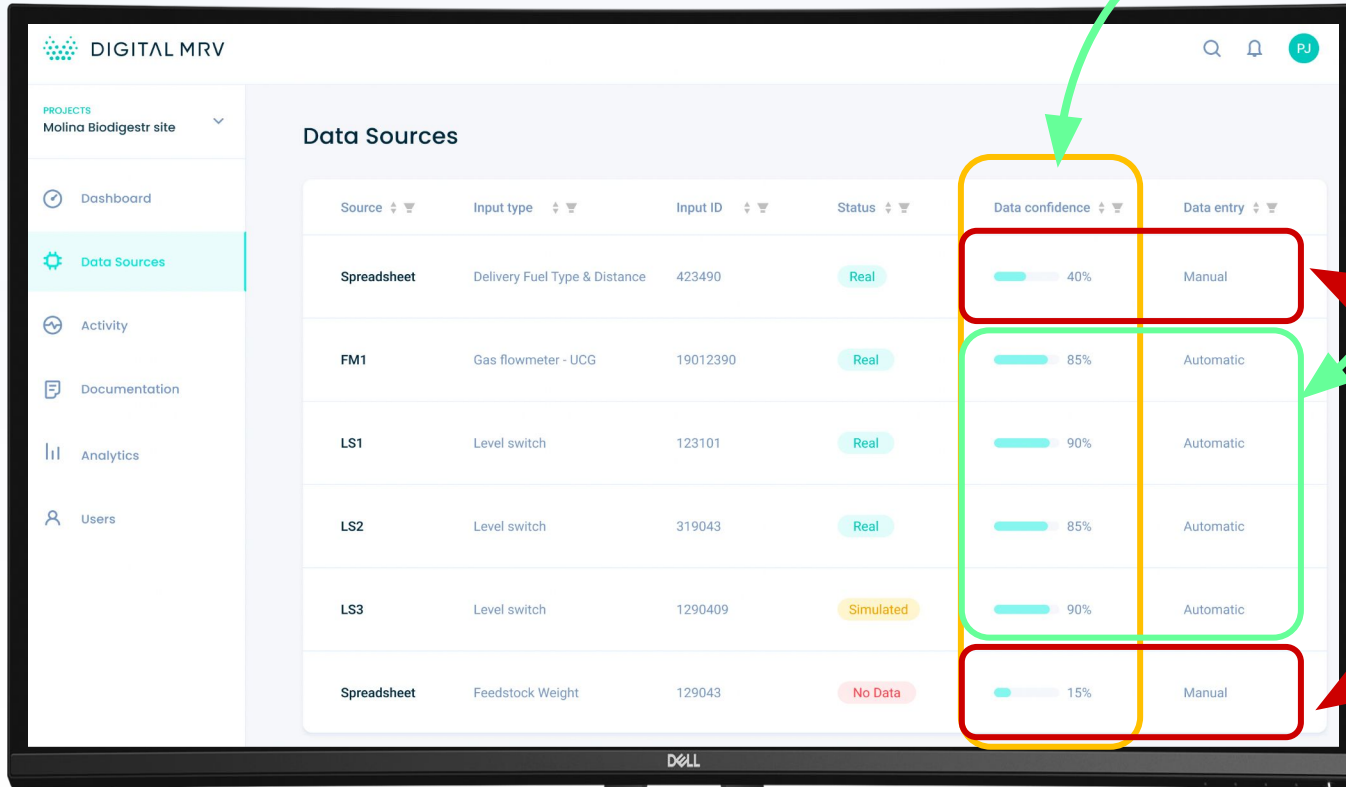 DIGITAL MRV
PJ
PROJECTS
Molina Biodigestr site
Dashboard
Data Sources
Activity
Documentation
Analytics
Users
Data Sources
Source Input type Input ID Status Data confidence Data entry
Spreadsheet Delivery Fuel Type & Distance 423490 Real 40% Manual
FM1 Gas flowmeter - UCG 19012390 Real 85% Automatic
LS1 Level switch 123101 Real 90% Automatic
LS2 Level switch 319043 Real 85% Automatic
LS3 Level switch 1290409 Simulated 90% Automatic
Spreadsheet Feedstock Weight 129043 No Data 15% Manual
DELL